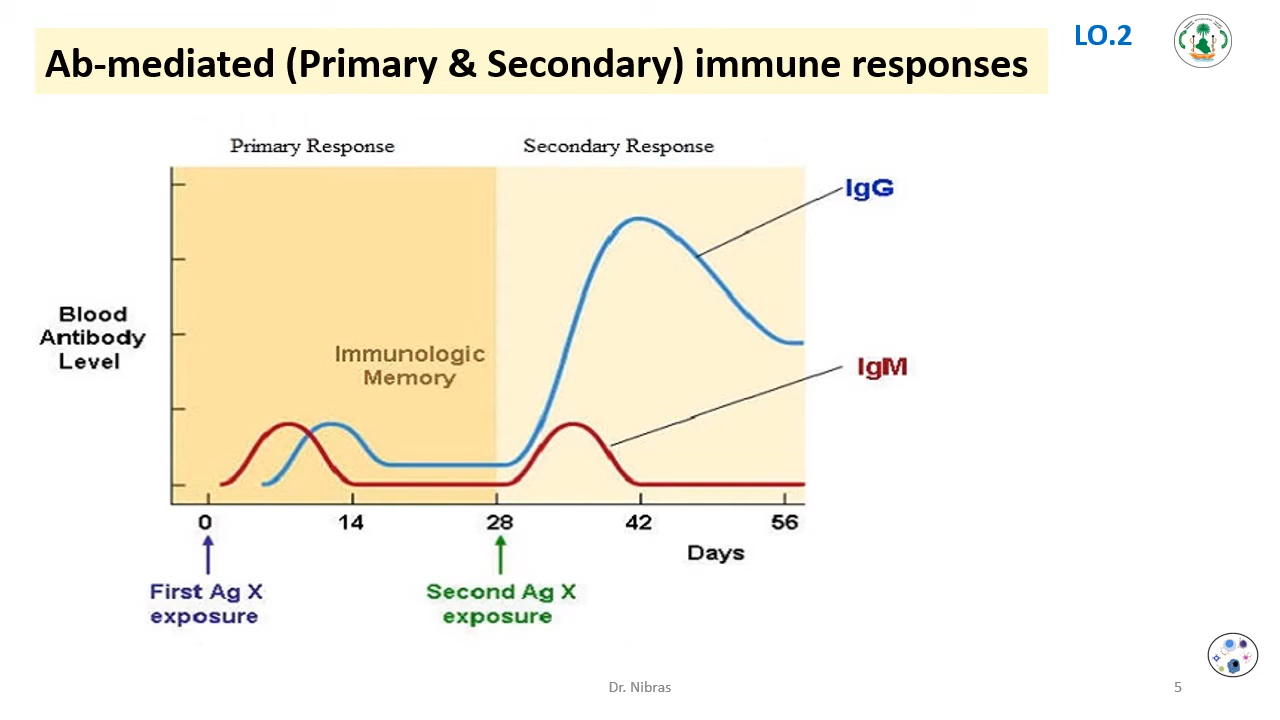 LO.2
Ab-mediated (Primary & Secondary) immune responses
Primary Response
Secondary Response
IgG
Blood
Antibody
Level
Immunologic
Memory
IgM
0
14
28
42
56
Days
First Ag X
exposure
Second Ag X
exposure
Dr. Nibras
5